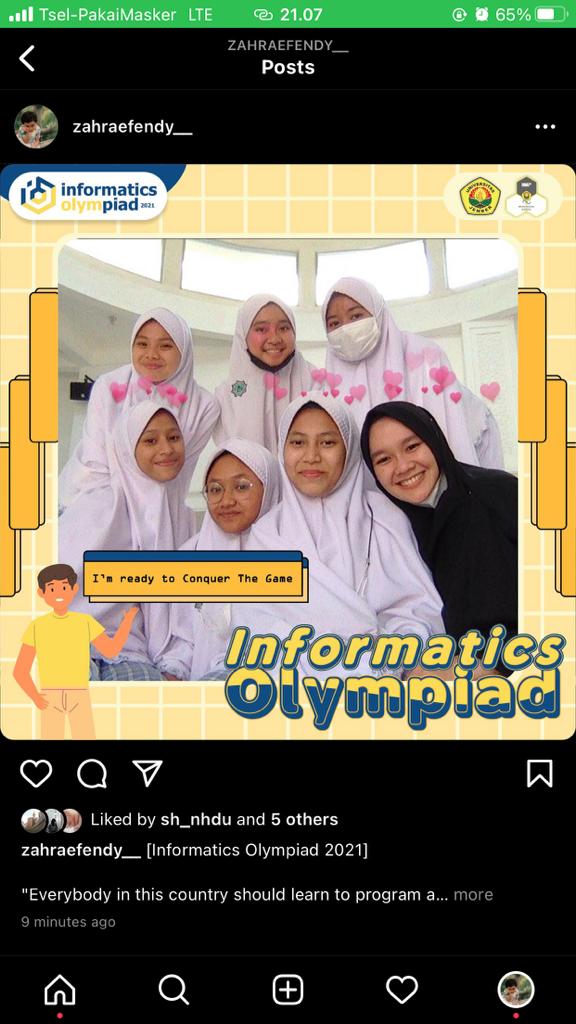 Tsel-PakaiMasker LTE 21.07 65%
ZAHRAEFENDY__
Posts
zahraefendy__
informatics
olympiad 2021
UNIVERSITAS
JEMBER
I'm ready to Conquer The Game
Informatics
Olympiad
Liked by sh_nhdu and 5 others
zahraefendy__ [Informatics Olympiad 2021]
"Everybody in this country should learn to program a... more
9 minutes ago